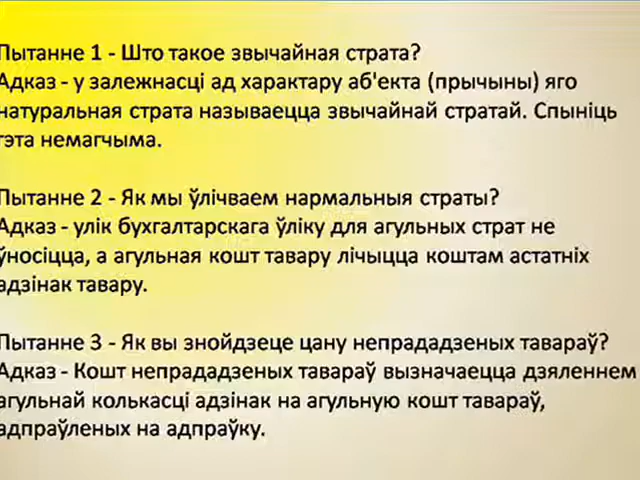 Пытанне 1 - Што такое звычайная страта?
Адказ - у залежнасці ад характару аб'екта (прычыны) яго
натуральная страта называецца звычайнай стратай. Спыніць
гэта немагчыма.
Пытанне 2 - Як мы ўлічваем нармальныя страты?
Адказ - улік бухгалтарскага ўліку для агульных страт не
ўносіцца, а агульная кошт тавару лічыцца коштам астатніх
адзінак тавару.
Пытанне 3 - Як вы знойдзеце цану непрададзеных тавараў?
Адказ - Кошт непрададзеных тавараў вызначаецца дзяленнем
агульнай колькасці адзінак на агульную кошт тавараў,
адпраўленых на адпраўку.